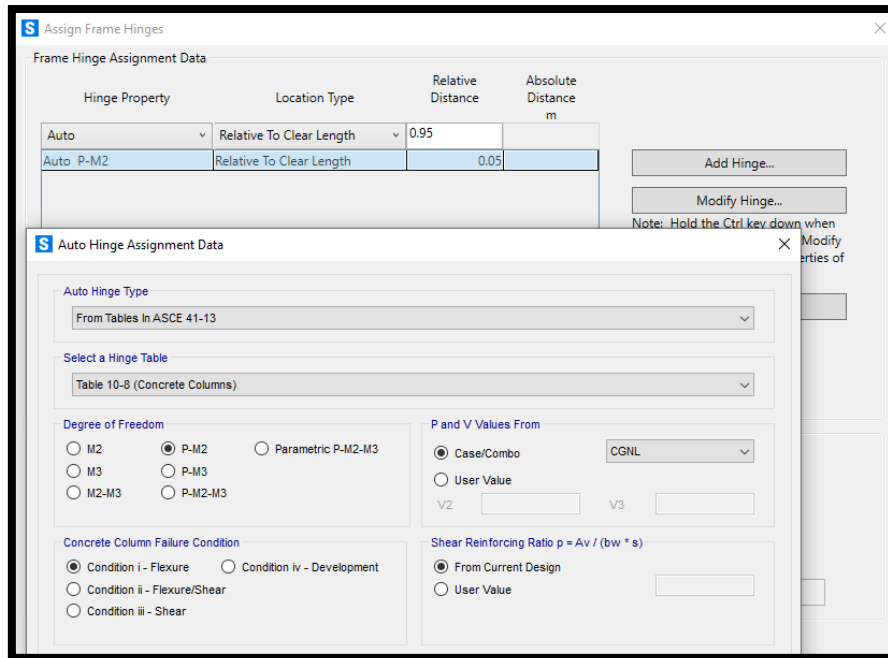 S Assign Frame Hinges
Frame Hinge Assignment Data
Hinge Property Location Type Relative Distance Absolute Distance m
Auto Relative To Clear Length 0.95
Auto P-M2 Relative To Clear Length 0.05
Add Hinge...
Modify Hinge...
Note: Hold the Ctrl key down when
Modify
erties of
S Auto Hinge Assignment Data
Auto Hinge Type
From Tables In ASCE 41-13
Select a Hinge Table
Table 10-8 (Concrete Columns)
Degree of Freedom
M2 P-M2 Parametric P-M2-M3
M3 P-M3
M2-M3 P-M2-M3
P and V Values From
Case/Combo CGNL
User Value
V2 V3
Concrete Column Failure Condition
Condition i - Flexure Condition iv - Development
Condition ii - Flexure/Shear
Condition iii - Shear
Shear Reinforcing Ratio p = Av / (bw * s)
From Current Design
User Value